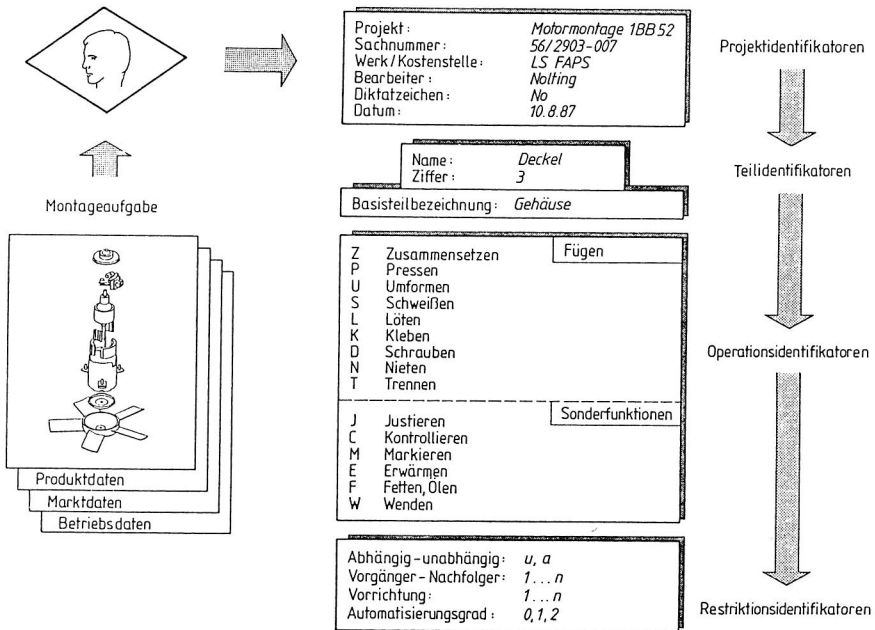 Projekt: Motormontage 1BB52
Sachnummer: 56/2903-007
Werk/Kostenstelle: LS FAPS
Bearbeiter: Nolting
Diktatzeichen: No
Datum: 10.8.87
Projektidentifikatoren
Name: Deckel
Ziffer: 3
Teilidentifikatoren
Basisteilbezeichnung: Gehäuse
Montageaufgabe
Produktdaten
Marktdaten
Betriebsdaten
Fügen
Z Zusammensetzen
P Pressen
U Umformen
S Schweißen
L Löten
K Kleben
D Schrauben
N Nieten
T Trennen
Operationsidentifikatoren
Sonderfunktionen
J Justieren
C Kontrollieren
M Markieren
E Erwärmen
F Fetten, Ölen
W Wenden
Abhängig-unabhängig: u, a
Vorgänger-Nachfolger: 1...n
Vorrichtung: 1...n
Automatisierungsgrad: 0,1,2
Restriktionsidentifikatoren